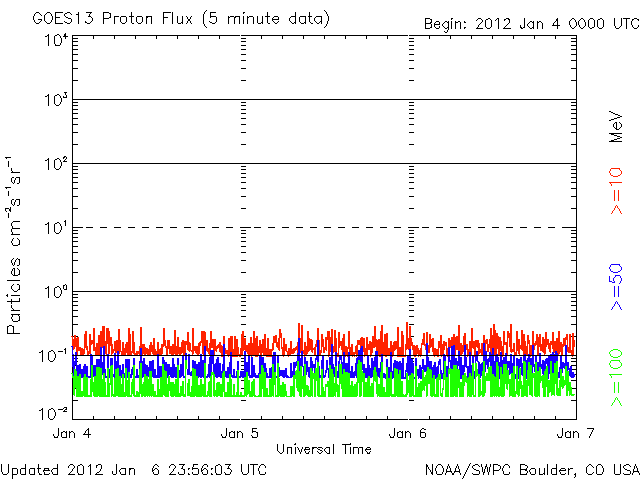 GOES13 Proton Flux (5 minute data)
Begin: 2012 Jan 4 0000 UTC
Particles cm⁻²s⁻¹sr⁻¹
10⁴
10³
10²
10¹
10⁰
10⁻¹
10⁻²
Jan 4
Jan 5
Jan 6
Jan 7
Universal Time
MeV
>=10
>=50
>=100
Updated 2012 Jan 6 23:56:03 UTC
NOAA/SWPC Boulder, CO USA